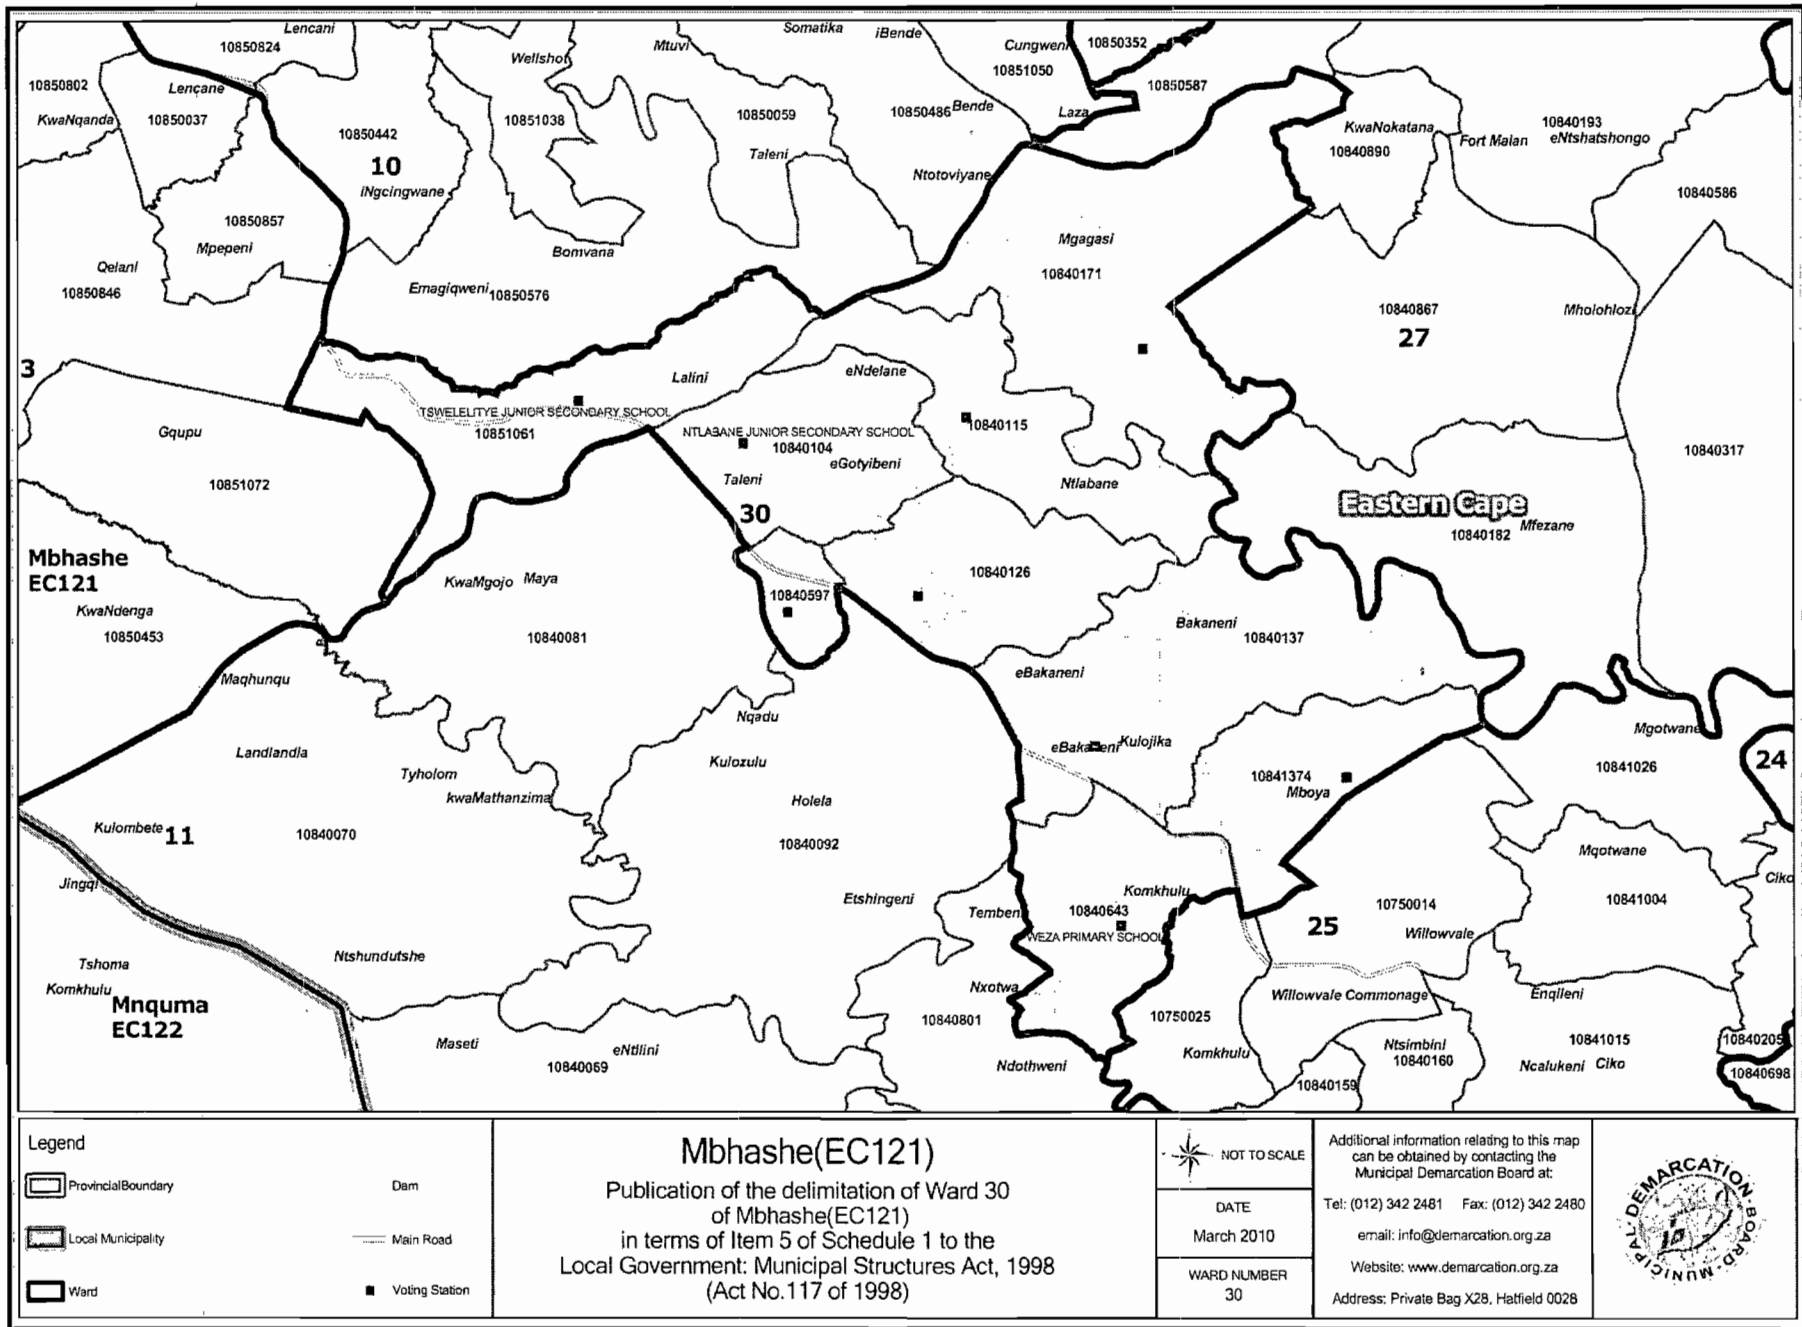 Lencani
10850824
Somatika
iBende
Cungweni
10850352
Mtuvi
Wellshot
10851050
10850802
Lencane
10850587
KwaNqanda
10850037
10850442
10851038
10850059
10850486
Bende
Laza
10
KwaNokatana
10840193
eNtshatshongo
Fort Malan
10840890
Taleni
iNgcingwane
Ntotoviyane
10840586
10850857
Mpepeni
Bomvana
Mgagasi
Qelani
10850846
Emagiqweni
10850576
10840171
10840867
Mholohlozi
27
3
eNdelane
Lalini
TSWELELITYE JUNIOR SECONDARY SCHOOL
10851061
10840115
NTLABANE JUNIOR SECONDARY SCHOOL
10840104
eGotyibeni
Gqupu
10840317
10851072
Taleni
Ntlabane
Eastern Cape
30
10840182
Mfezane
Mbhashe
EC121
KwaMgojo
Maya
10840126
10840597
KwaNdenga
10850453
10840081
Bakaneni
10840137
eBakaneni
Maqhunqu
Nqadu
Mgotwane
Landlandla
eBakaneni
Kulojika
Kulozulu
24
Tyholom
10841374
Mboya
10841026
kwaMathanzima
Holela
Kulombete
11
10840070
10840092
Mqotwane
Jingqi
Komkhulu
Ciko
Etshingeni
10841004
Temben
10840643
10750014
25
WEZA PRIMARY SCHOOL
Willowvale
Ntshundutshe
Tshoma
Komkhulu
Nxotwa
Willowvale Commonage
Enqileni
Mnquma
EC122
10840801
10750025
Maseti
eNtilini
10840069
Ndothweni
Komkhulu
Ntsimbini
10840160
10841015
10840205
Ncalukeni
Ciko
10840159
10840698
Legend
Provincial Boundary
Dam
Local Municipality
Main Road
Ward
Voting Station
Mbhashe(EC121)
Publication of the delimitation of Ward 30
of Mbhashe(EC121)
in terms of Item 5 of Schedule 1 to the
Local Government: Municipal Structures Act, 1998
(Act No.117 of 1998)
NOT TO SCALE
DATE
March 2010
WARD NUMBER
30
Additional information relating to this map
can be obtained by contacting the
Municipal Demarcation Board at:
Tel: (012) 342 2481 Fax: (012) 342 2480
email: info@demarcation.org.za
Website: www.demarcation.org.za
Address: Private Bag X28, Hatfield 0028
MUNICIPAL DEMARCATION BOARD